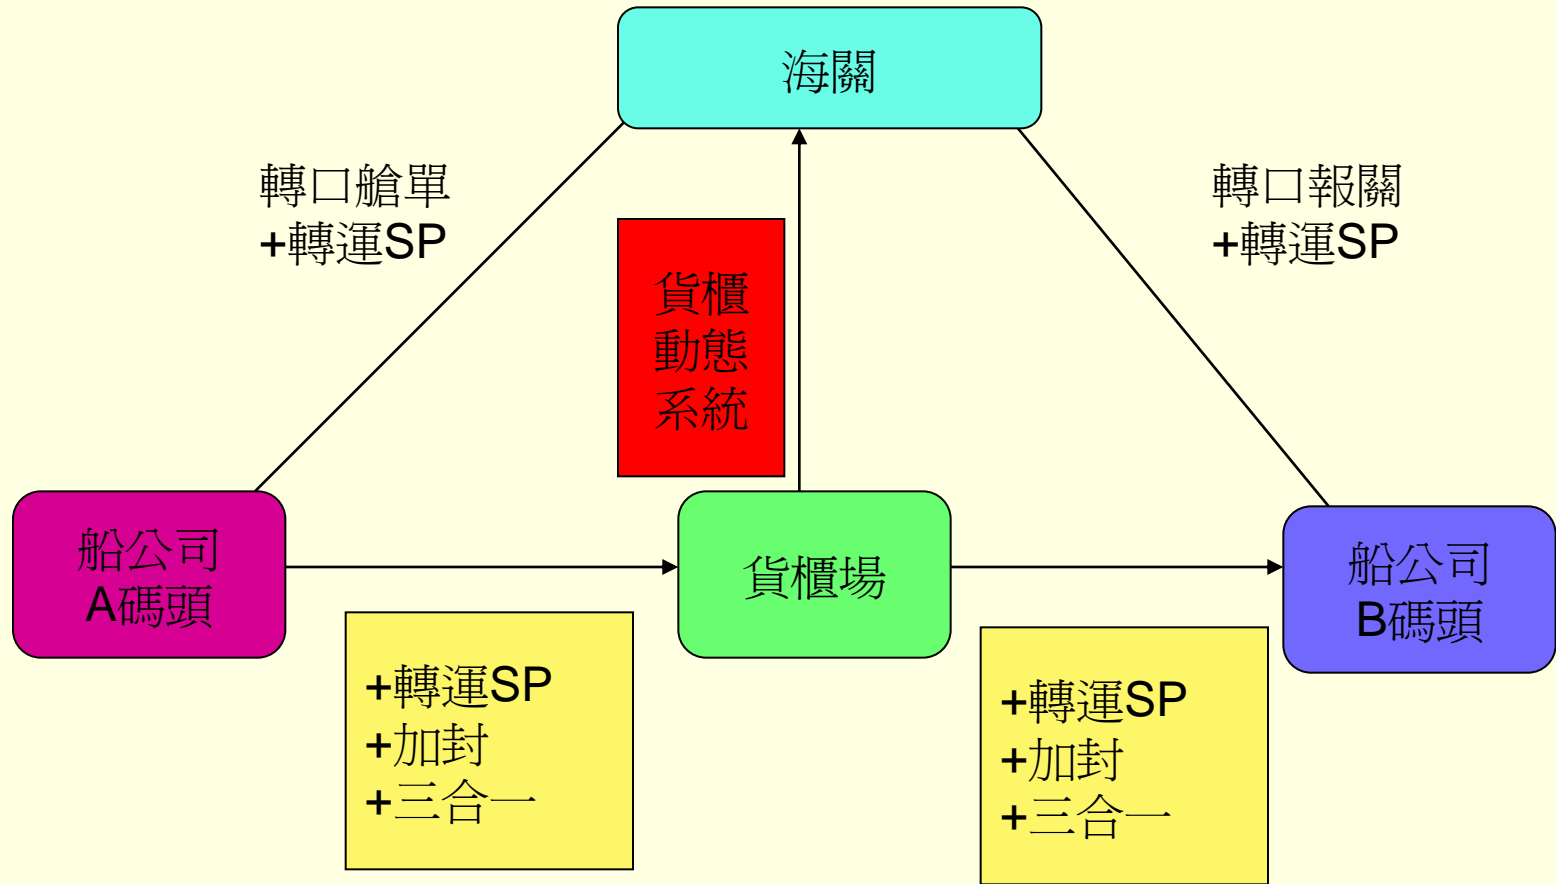 海關
轉口艙單
+轉運SP
轉口報關
+轉運SP
貨櫃
動態
系統
船公司
A碼頭
貨櫃場
船公司
B碼頭
+轉運SP
+加封
+三合一
+轉運SP
+加封
+三合一